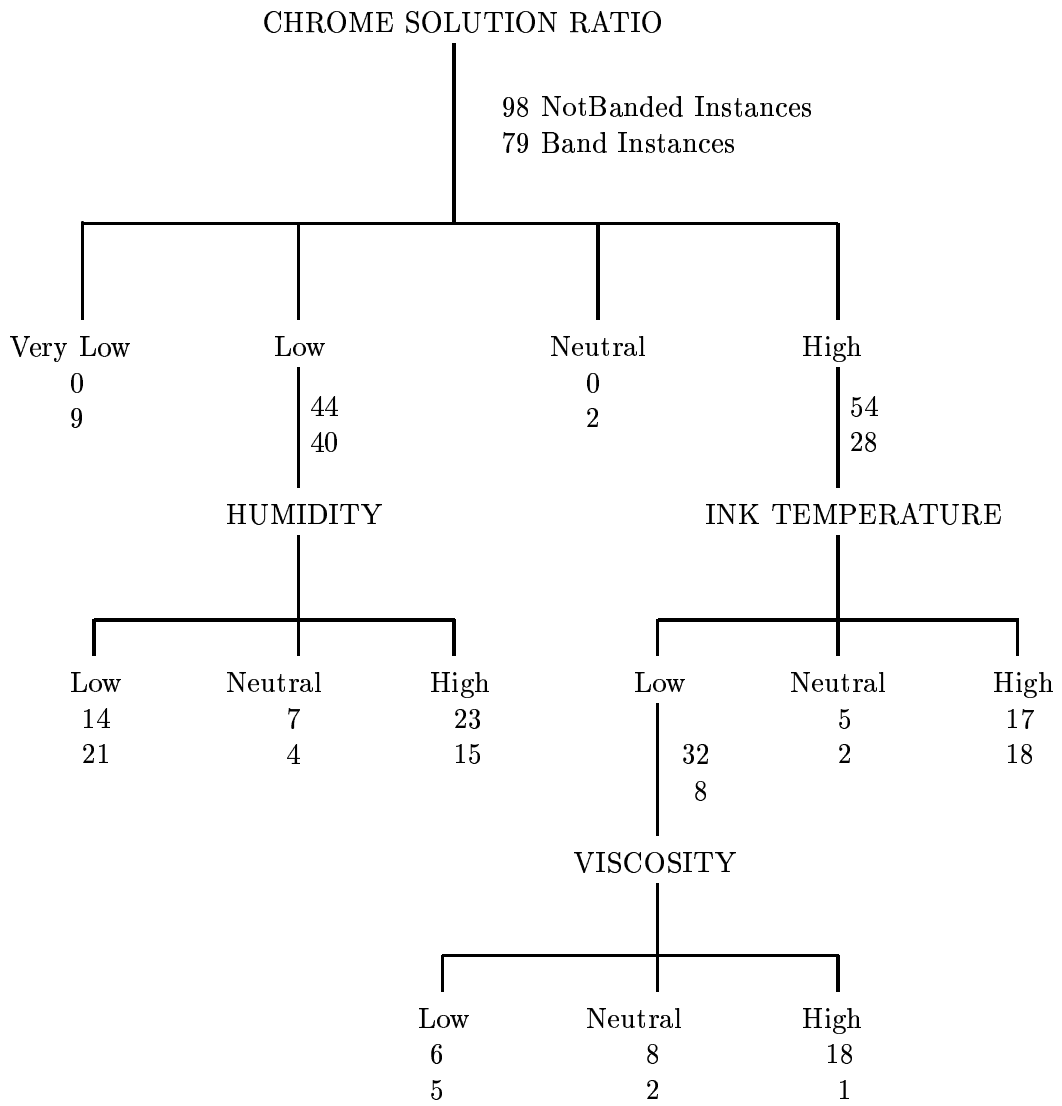 CHROME SOLUTION RATIO
98 NotBanded Instances
79 Band Instances
Very Low Low Neutral High
0 0
9 2
44 54
40 28
HUMIDITY INK TEMPERATURE
Low Neutral High Low Neutral High
14 7 23 5 17
21 4 15 32 2 18
8
VISCOSITY
Low Neutral High
6 8 18
5 2 1